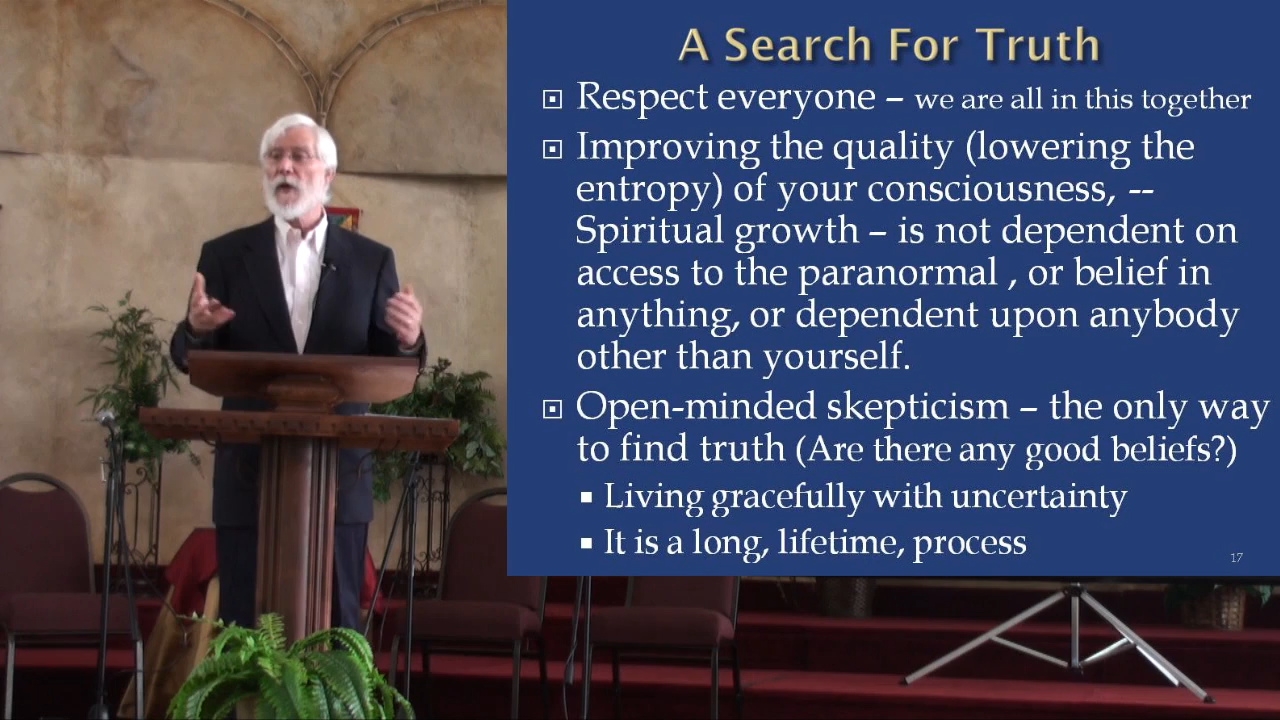 A Search For Truth
Respect everyone – we are all in this together
Improving the quality (lowering the
entropy) of your consciousness, --
Spiritual growth – is not dependent on
access to the paranormal , or belief in
anything, or dependent upon anybody
other than yourself.
Open-minded skepticism – the only way
to find truth (Are there any good beliefs?)
Living gracefully with uncertainty
It is a long, lifetime, process
17